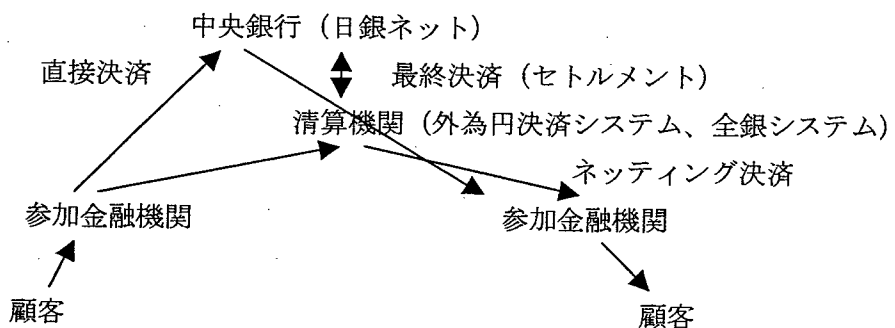 中央銀行（日銀ネット）
直接決済
最終決済（セトルメント）
清算機関（外為円決済システム、全銀システム）
ネッティング決済
参加金融機関
参加金融機関
顧客
顧客